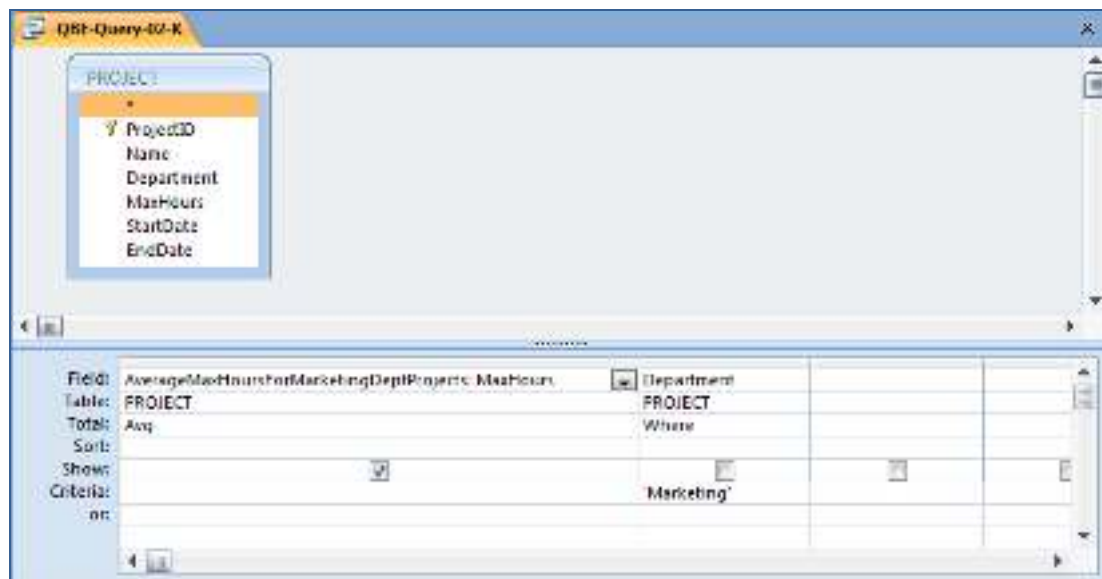 QBE-Query-02-K
PROJECT
*
ProjectID
Name
Department
MaxHours
StartDate
EndDate
Field: AverageMaxHoursForMarketingDeptProjects: MaxHours Department
Table: PROJECT PROJECT
Total: Avg Where
Sort:
Show:
Criteria: 'Marketing'
or: